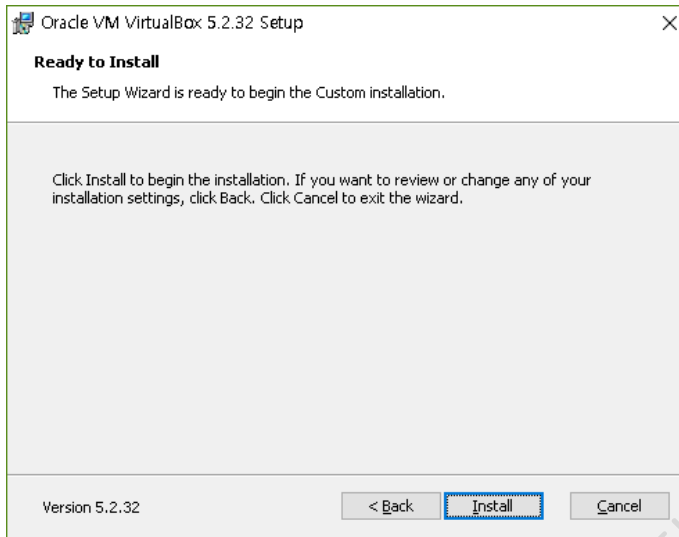 Oracle VM VirtualBox 5.2.32 Setup
Ready to Install
The Setup Wizard is ready to begin the Custom installation.
Click Install to begin the installation. If you want to review or change any of your
installation settings, click Back. Click Cancel to exit the wizard.
Version 5.2.32
< Back
Install
Cancel